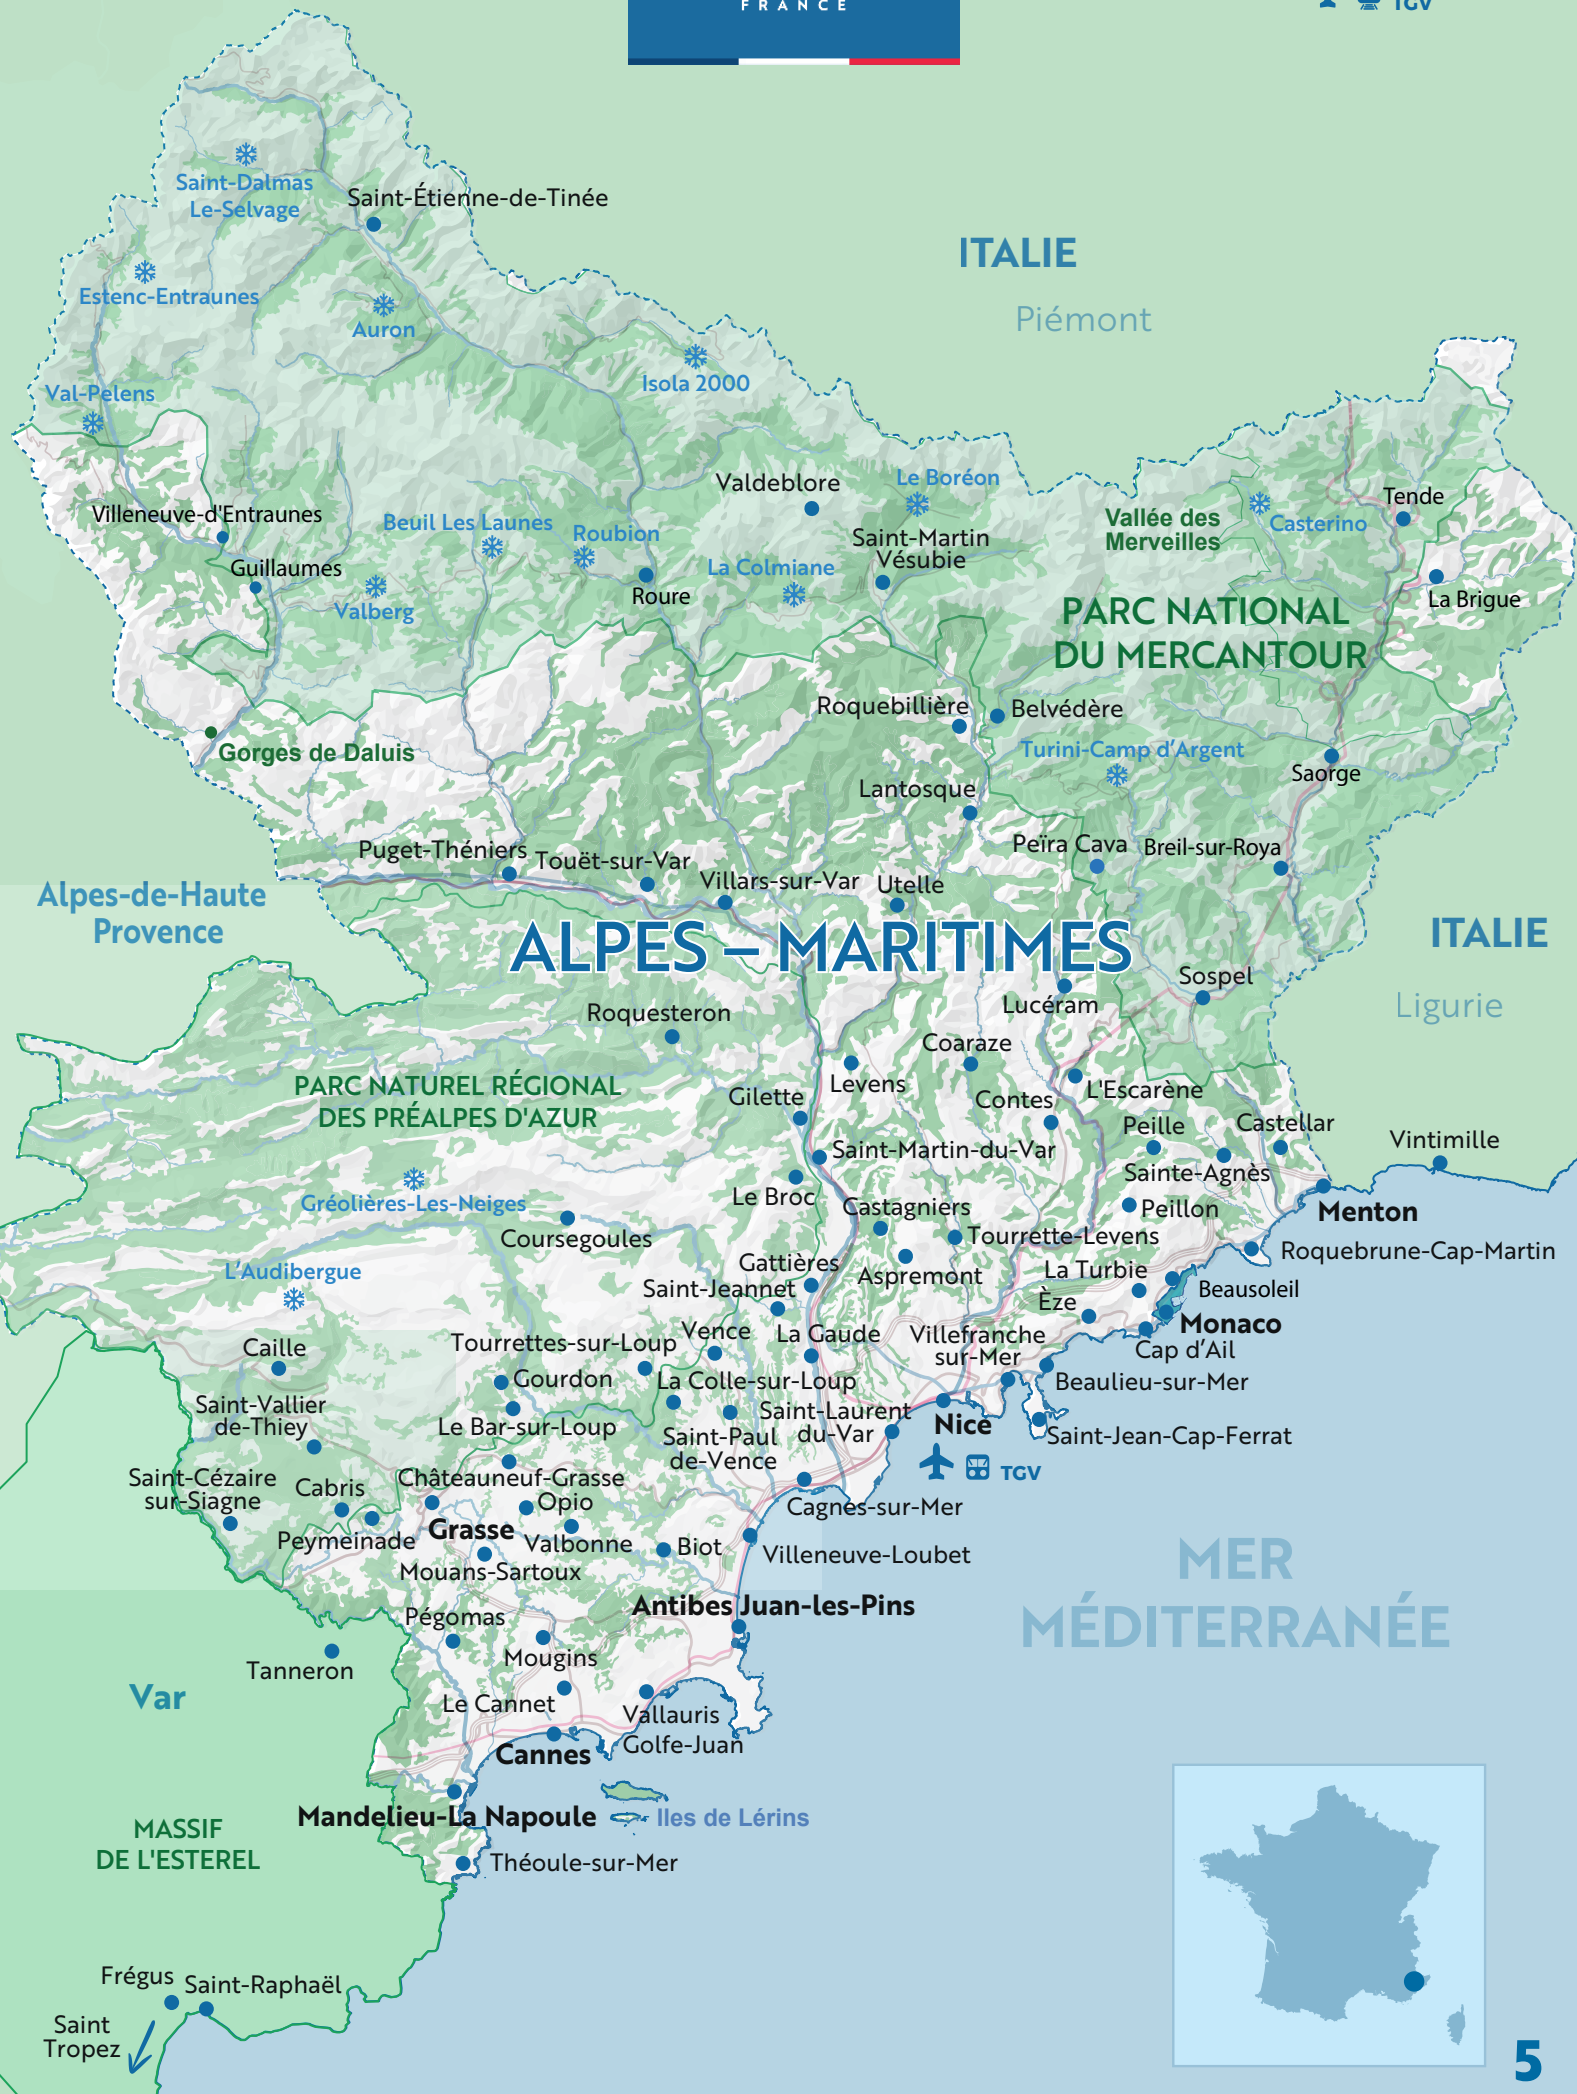 FRANCE
TGV
Saint-Dalmas
Le-Selvage
Saint-Étienne-de-Tinée
ITALIE
Estenc-Entraunes
Piémont
Auron
Isola 2000
Val-Pelens
Valdeblore
Le Boréon
Tende
Villeneuve-d'Entraunes
Beuil Les Launes
Roubion
Vallée des
Merveilles
Casterino
Saint-Martin
Vésubie
Guillaumes
La Colmiane
Valberg
Roure
La Brigue
PARC NATIONAL
DU MERCANTOUR
Roquebillière
Belvédère
Gorges de Daluis
Turini-Camp d'Argent
Saorge
Lantosque
Puget-Théniers
Touët-sur-Var
Peïra Cava
Breil-sur-Roya
Villars-sur-Var
Utelle
Alpes-de-Haute
Provence
ALPES – MARITIMES
ITALIE
Sospel
Lucéram
Ligurie
Roquesteron
Coaraze
PARC NATUREL RÉGIONAL
DES PRÉALPES D'AZUR
Levens
L'Escarène
Gilette
Contes
Peille
Castellar
Vintimille
Saint-Martin-du-Var
Sainte-Agnès
Le Broc
Gréolières-Les-Neiges
Castagniers
Peillon
Menton
Coursegoules
Tourrette-Levens
Roquebrune-Cap-Martin
L'Audibergue
Gattières
Aspremont
La Turbie
Saint-Jeannet
Beausoleil
Èze
Monaco
Caille
Tourrettes-sur-Loup
Vence
La Gaude
Villefranche
sur-Mer
Cap d'Ail
Gourdon
La Colle-sur-Loup
Beaulieu-sur-Mer
Saint-Vallier
de-Thiey
Le Bar-sur-Loup
Saint-Paul
de-Vence
Saint-Laurent
du-Var
Nice
Saint-Jean-Cap-Ferrat
TGV
Saint-Cézaire
sur-Siagne
Cabris
Châteauneuf-Grasse
Opio
Cagnes-sur-Mer
Peymeinade
Grasse
Valbonne
Biot
Villeneuve-Loubet
Mouans-Sartoux
MER
MÉDITERRANÉE
Antibes Juan-les-Pins
Pégomas
Mougins
Tanneron
Var
Le Cannet
Vallauris
Golfe-Juan
Cannes
Mandelieu-La Napoule
Iles de Lérins
MASSIF
DE L'ESTEREL
Théoule-sur-Mer
Frégus
Saint-Raphaël
Saint
Tropez
5